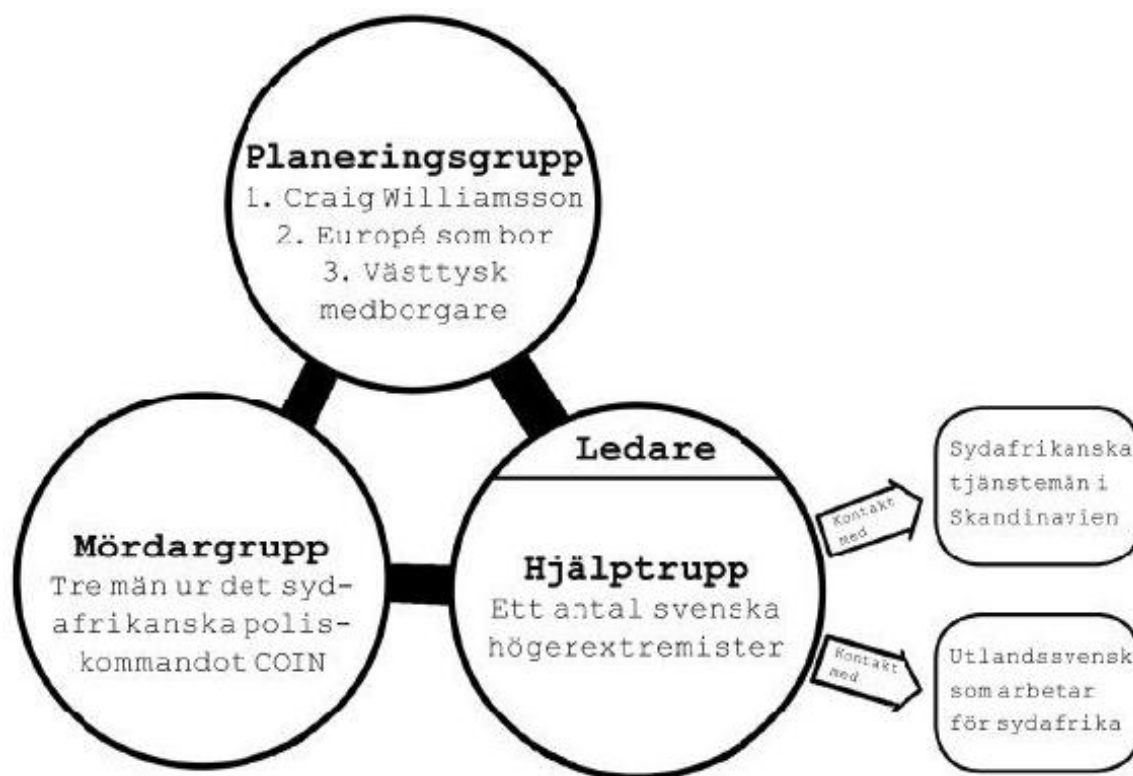 Planeringsgrupp
1. Craig Williamsson
2. Europé som bor
3. Västtysk
medborgare
Mördargrupp
Tre män ur det syd-
afrikanska polis-
kommandot COIN
Ledare
Hjälptrupp
Ett antal svenska
högerextremister
Kontakt
med
Sydafrikanska
tjänstemän i
Skandinavien
Kontakt
med
Utlandssvensk
som arbetar
för sydafrika